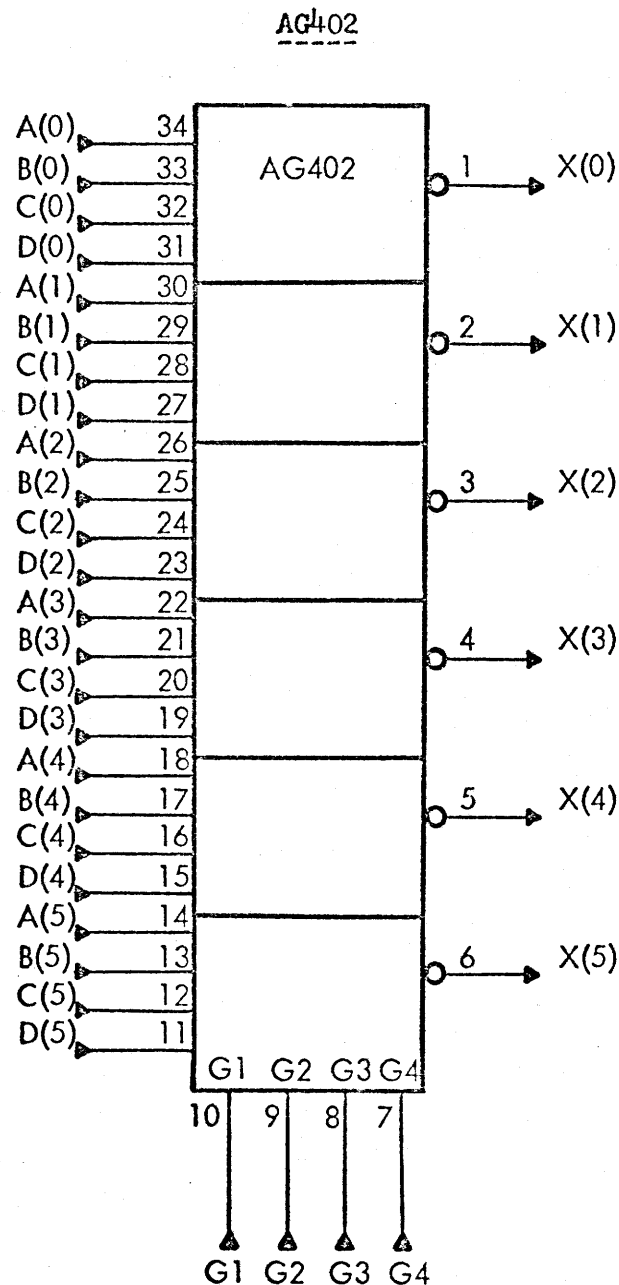 AG402
A(0) 34
B(0) 33 AG402 1 X(0)
C(0) 32
D(0) 31
A(1) 30
B(1) 29 2 X(1)
C(1) 28
D(1) 27
A(2) 26
B(2) 25 3 X(2)
C(2) 24
D(2) 23
A(3) 22
B(3) 21 4 X(3)
C(3) 20
D(3) 19
A(4) 18
B(4) 17 5 X(4)
C(4) 16
D(4) 15
A(5) 14
B(5) 13 6 X(5)
C(5) 12
D(5) 11
G1 G2 G3 G4
10 9 8 7
G1 G2 G3 G4